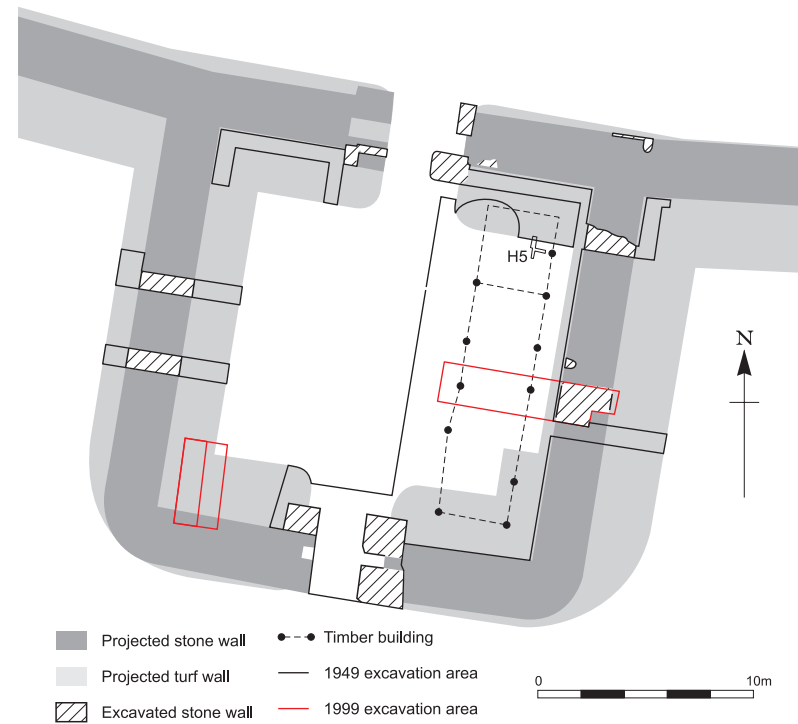 H5
N
Projected stone wall
Timber building
Projected turf wall
1949 excavation area
Excavated stone wall
1999 excavation area
0
10m